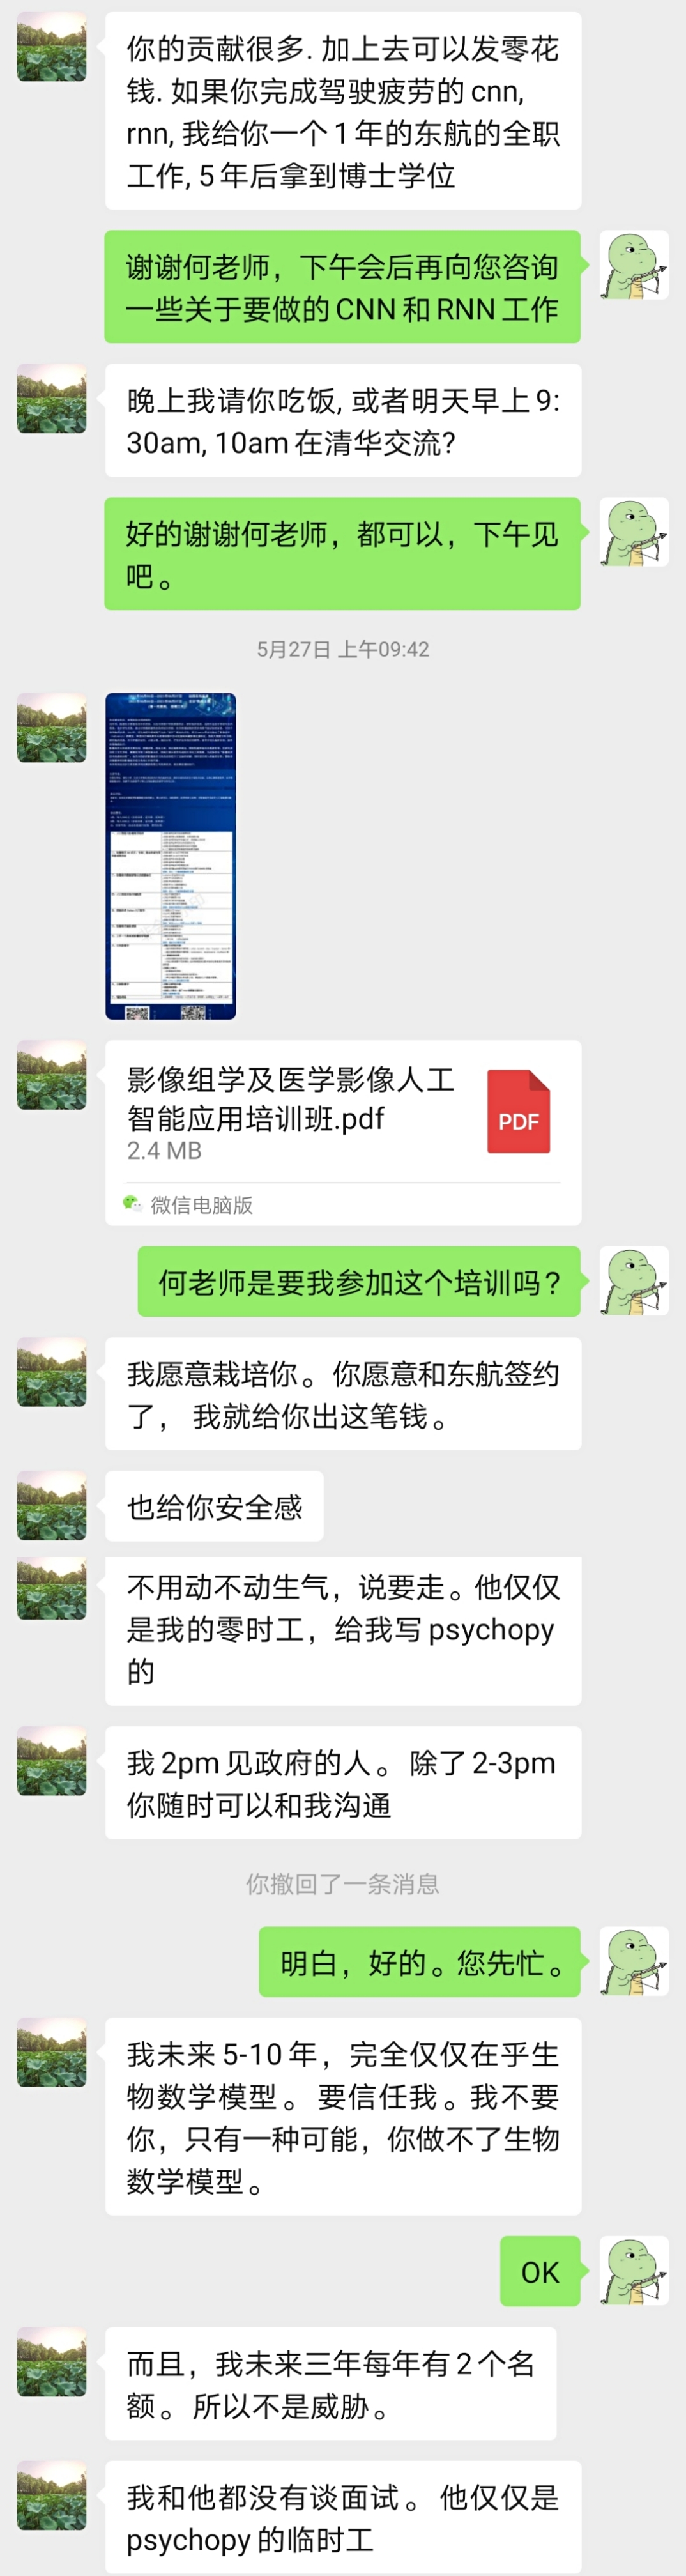 你的贡献很多. 加上去可以发零花
钱. 如果你完成驾驶疲劳的 cnn,
rnn, 我给你一个 1 年的东航的全职
工作, 5 年后拿到博士学位
谢谢何老师，下午会后再向您咨询
一些关于要做的 CNN 和 RNN 工作
晚上我请你吃饭, 或者明天早上 9:
30am, 10am 在清华交流?
好的谢谢何老师，都可以，下午见
吧。
5月27日 上午09:42
影像组学及医学影像人工
智能应用培训班.pdf
2.4 MB
PDF
微信电脑版
何老师是要我参加这个培训吗？
我愿意栽培你。你愿意和东航签约
了， 我就给你出这笔钱。
也给你安全感
不用动不动生气，说要走。他仅仅
是我的零时工，给我写 psychopy
的
我 2pm 见政府的人。 除了 2-3pm
你随时可以和我沟通
你撤回了一条消息
明白，好的。您先忙。
我未来 5-10 年，完全仅仅在乎生
物数学模型。 要信任我。我不要
你，只有一种可能，你做不了生物
数学模型。
OK
而且，我未来三年每年有 2 个名
额。 所以不是威胁。
我和他都没有谈面试。 他仅仅是
psychopy 的临时工